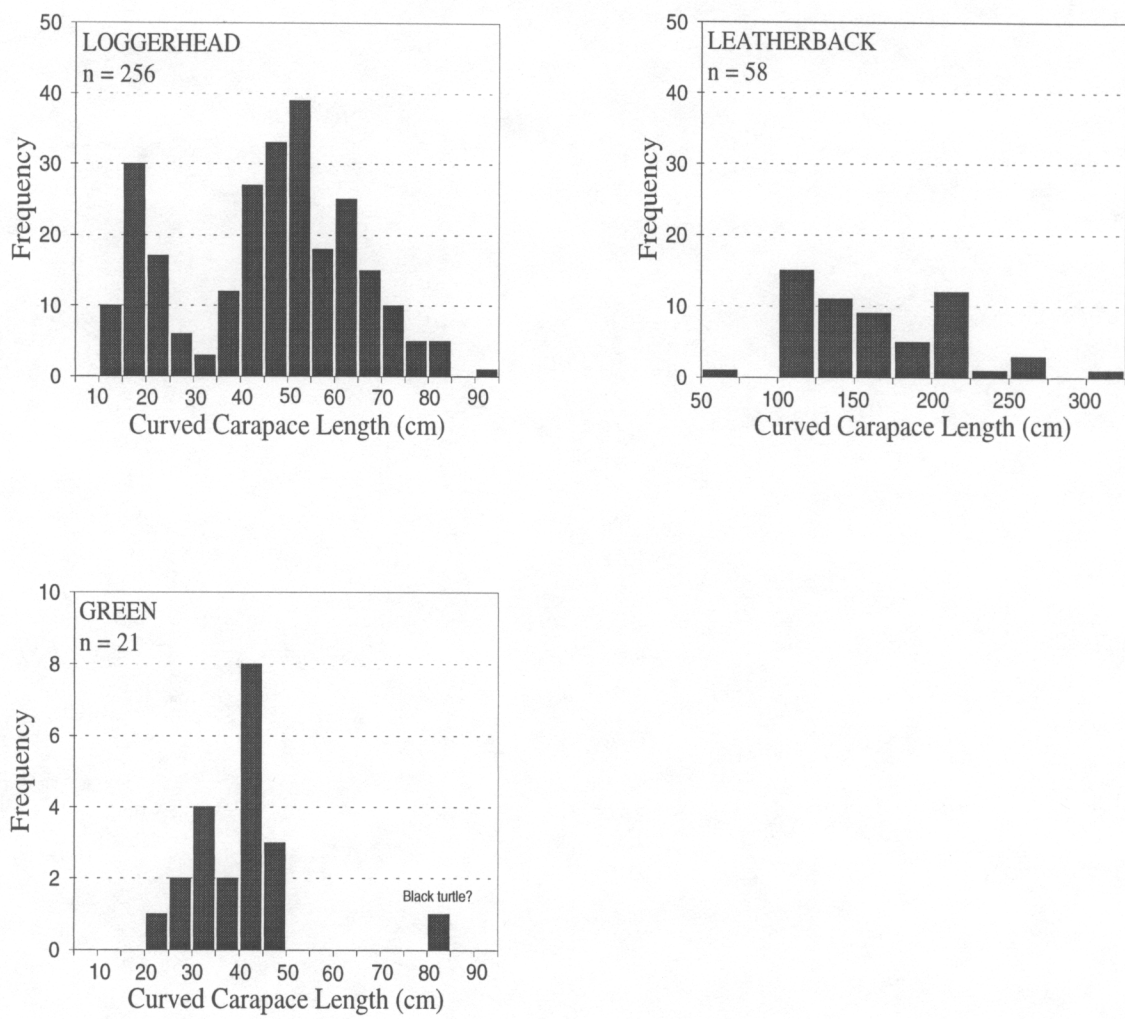 50
40
30
20
10
0
Frequency
LOGGERHEAD
n = 256
10 20 30 40 50 60 70 80 90
Curved Carapace Length (cm)
50
40
30
20
10
0
Frequency
LEATHERBACK
n = 58
50 100 150 200 250 300
Curved Carapace Length (cm)
10
8
6
4
2
0
Frequency
GREEN
n = 21
Black turtle?
10 20 30 40 50 60 70 80 90
Curved Carapace Length (cm)